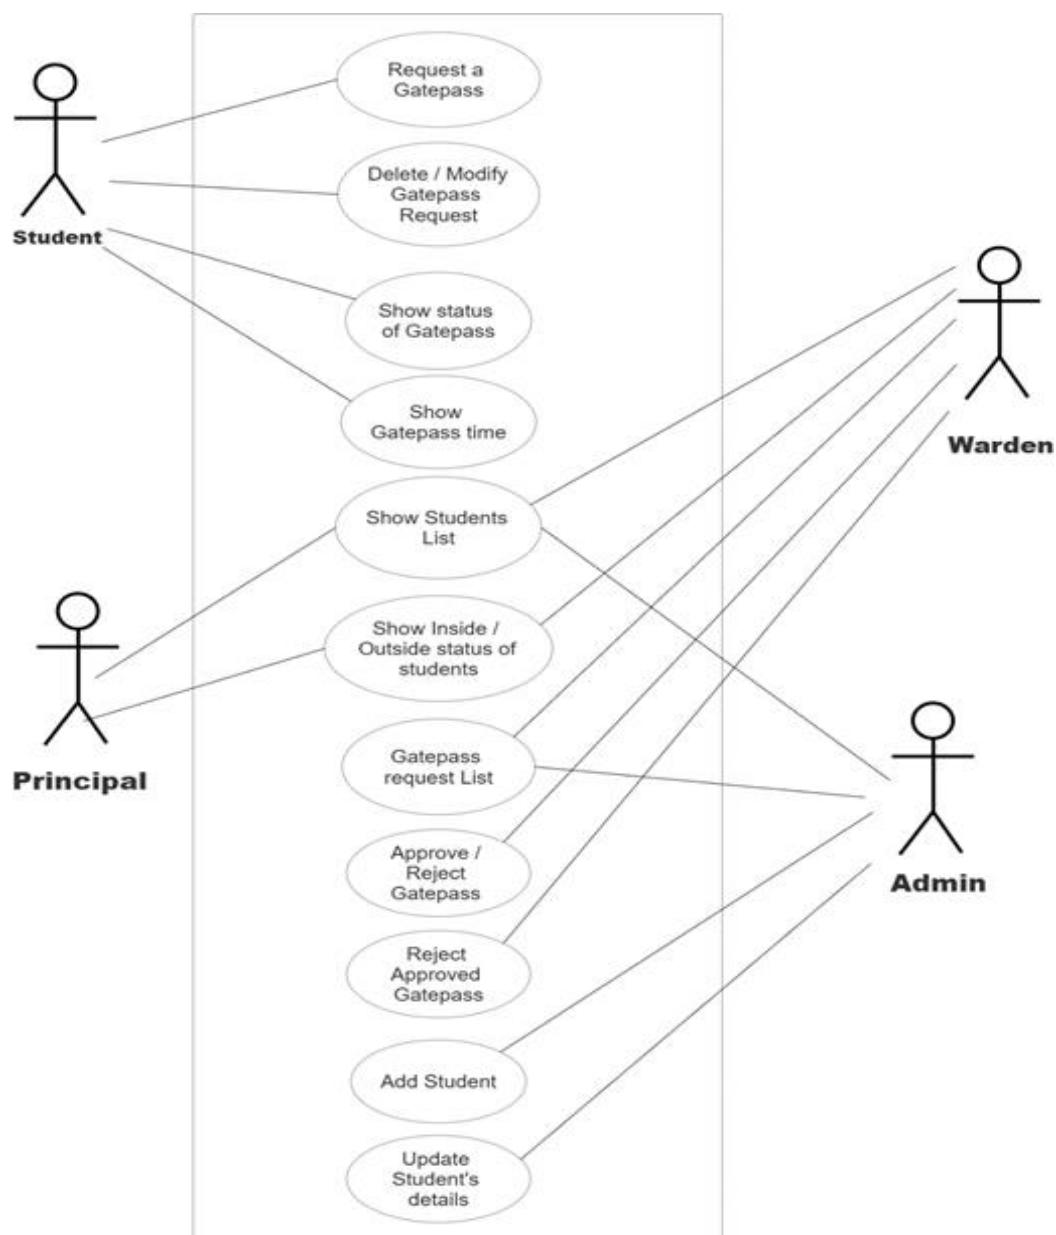 Request a
Gatepass
Delete / Modify
Gatepass
Request
Student
Show status
of Gatepass
Show
Gatepass time
Warden
Show Students
List
Show Inside /
Outside status of
students
Principal
Gatepass
request List
Approve /
Reject
Gatepass
Admin
Reject
Approved
Gatepass
Add Student
Update
Student's
details